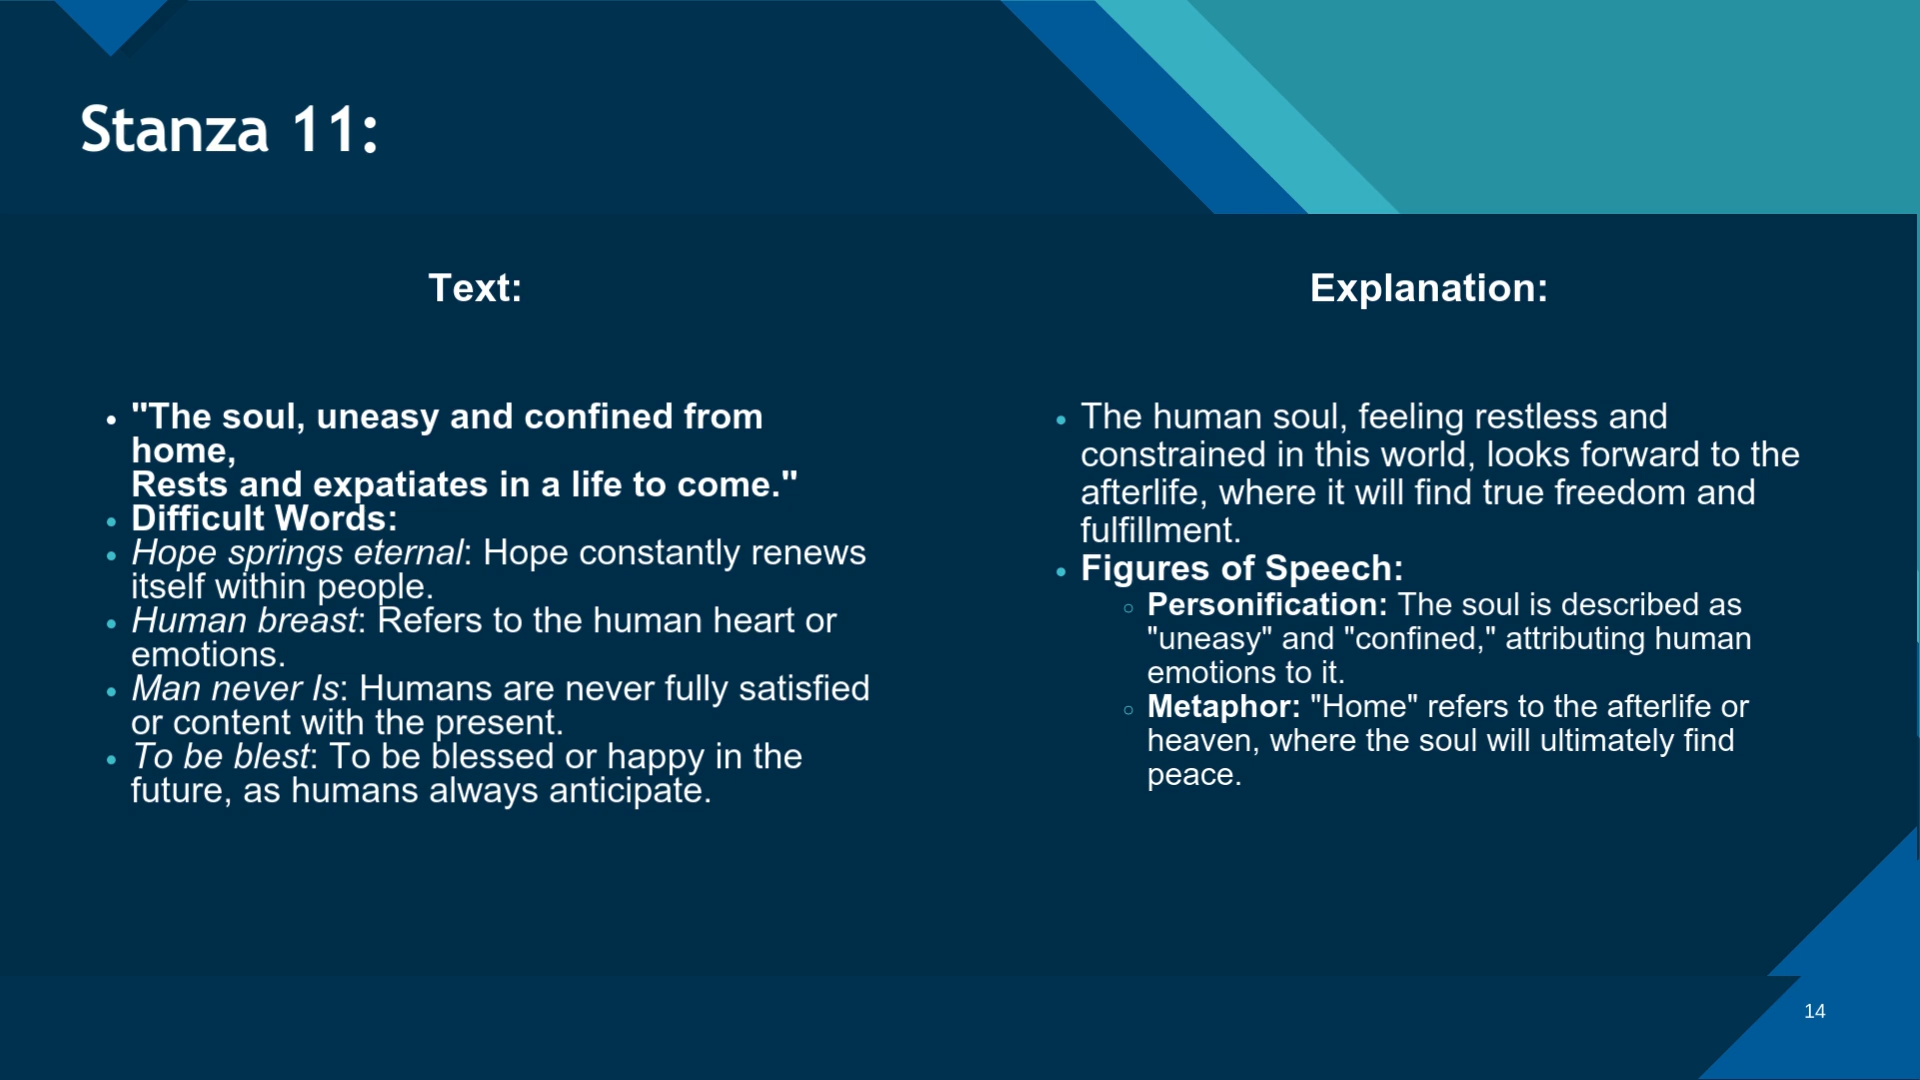 Stanza 11:
Text:
• "The soul, uneasy and confined from
home,
Rests and expatiates in a life to come."
• Difficult Words:
• Hope springs eternal: Hope constantly renews
itself within people.
• Human breast: Refers to the human heart or
emotions.
• Man never Is: Humans are never fully satisfied
or content with the present.
• To be blest: To be blessed or happy in the
future, as humans always anticipate.
Explanation:
• The human soul, feeling restless and
constrained in this world, looks forward to the
afterlife, where it will find true freedom and
fulfillment.
• Figures of Speech:
○ Personification: The soul is described as
"uneasy" and "confined," attributing human
emotions to it.
○ Metaphor: "Home" refers to the afterlife or
heaven, where the soul will ultimately find
peace.
14